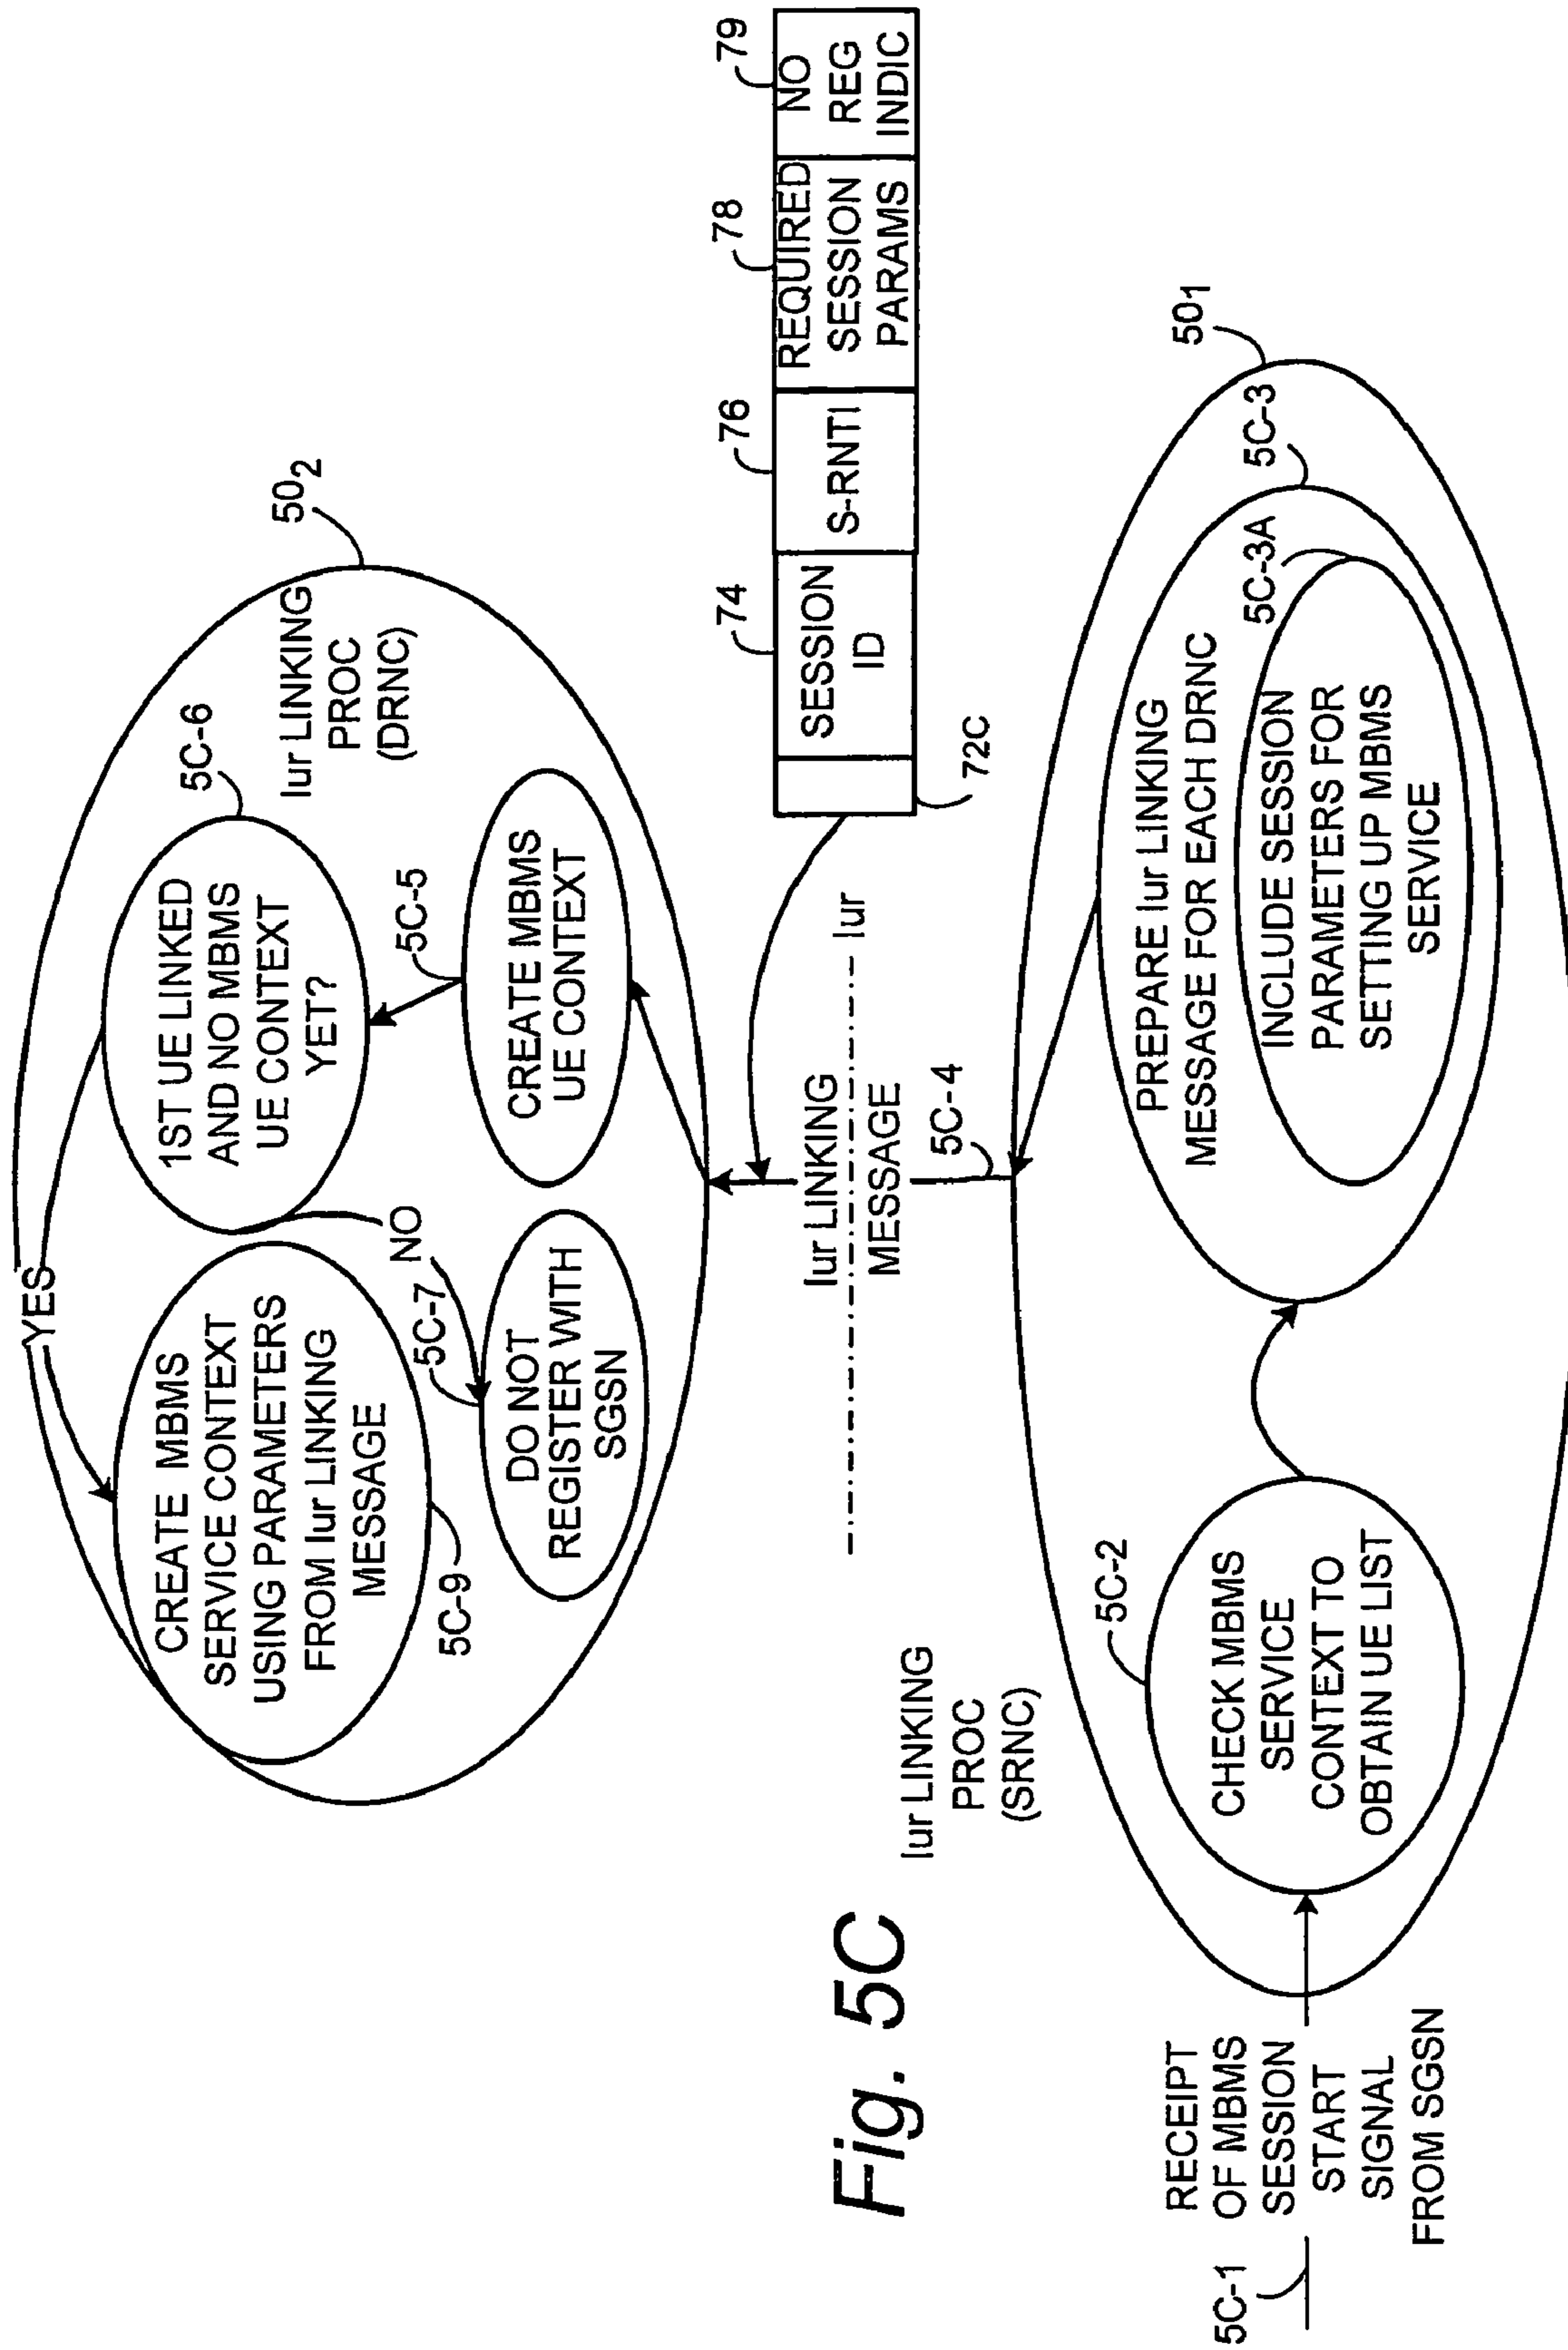 YES
CREATE MBMS
SERVICE CONTEXT
USING PARAMETERS
FROM Iur LINKING
MESSAGE
5C-9
1ST UE LINKED
AND NO MBMS
UE CONTEXT
YET?
5C-6
Iur LINKING
PROC
(DRNC)
50₂
NO
5C-7
DO NOT
REGISTER WITH
SGSN
5C-5
CREATE MBMS
UE CONTEXT
Iur LINKING
MESSAGE
5C-4
Iur
72C
74
SESSION
ID
76
S-RNTI
78
REQUIRED
SESSION
PARAMS
79
NO
REG
INDIC
Fig. 5C
Iur LINKING
PROC
(SRNC)
5C-1
RECEIPT
OF MBMS
SESSION
START
SIGNAL
FROM SGSN
5C-2
CHECK MBMS
SERVICE
CONTEXT TO
OBTAIN UE LIST
PREPARE Iur LINKING
MESSAGE FOR EACH DRNC
5C-3
5C-3A
INCLUDE SESSION
PARAMETERS FOR
SETTING UP MBMS
SERVICE
50₁